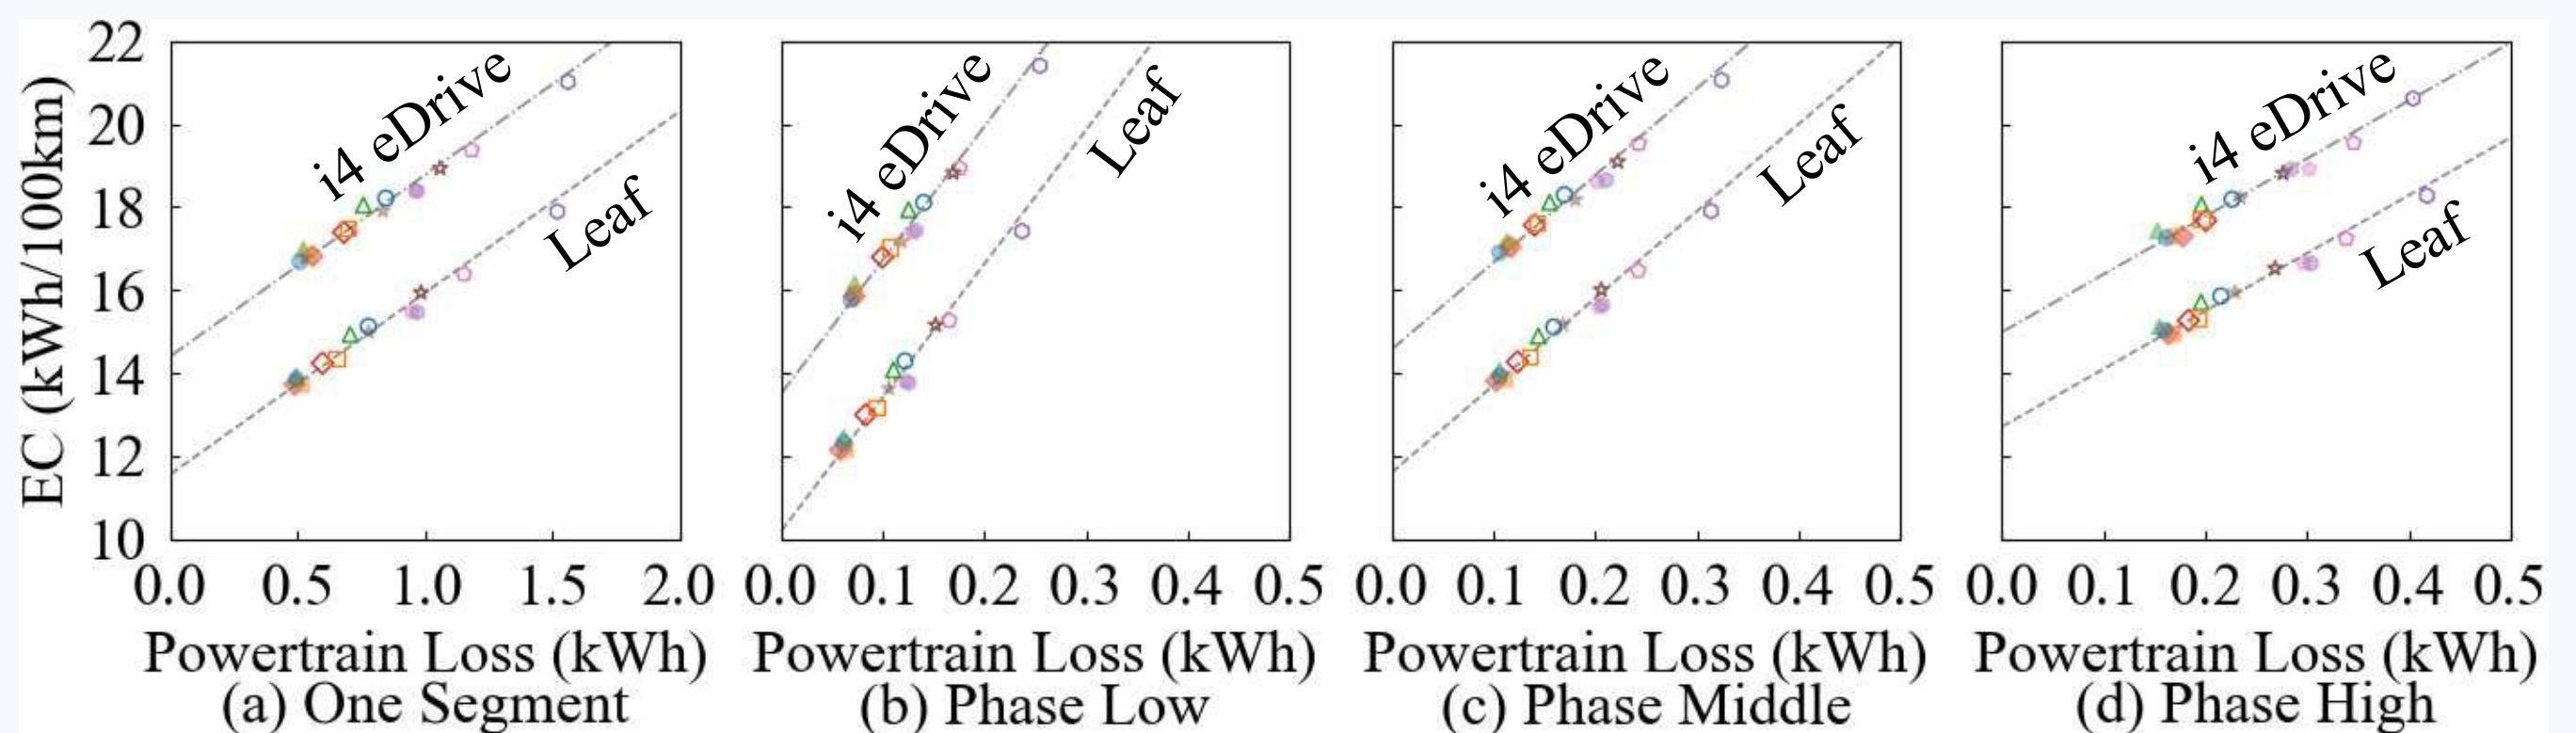 EC (kWh/100km)
22
20
18
16
14
12
10
i4 eDrive
Leaf
i4 eDrive
Leaf
i4 eDrive
Leaf
i4 eDrive
Leaf
0.0 0.5 1.0 1.5 2.0 0.0 0.1 0.2 0.3 0.4 0.5 0.0 0.1 0.2 0.3 0.4 0.5 0.0 0.1 0.2 0.3 0.4 0.5
Powertrain Loss (kWh) Powertrain Loss (kWh) Powertrain Loss (kWh) Powertrain Loss (kWh)
(a) One Segment (b) Phase Low (c) Phase Middle (d) Phase High